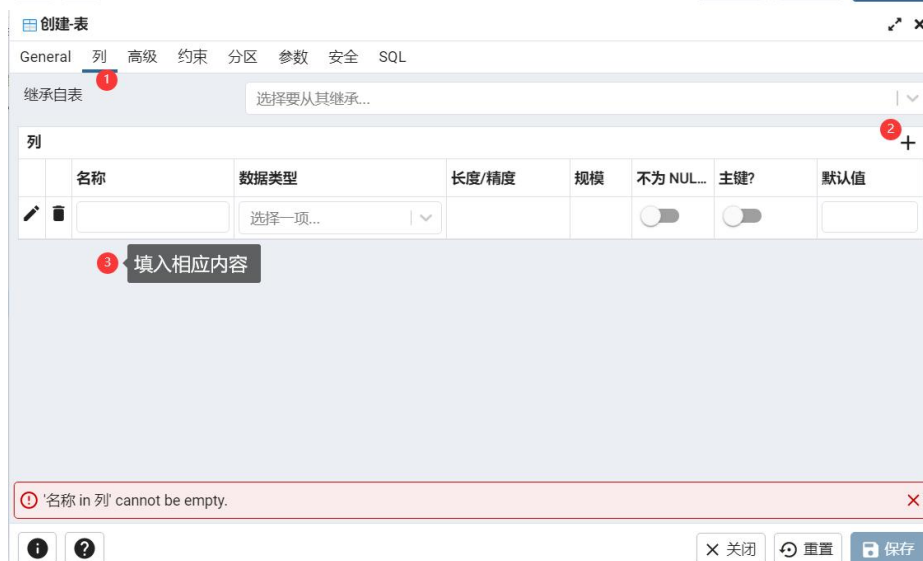 创建-表
General 列 高级 约束 分区 参数 安全 SQL
1
继承自表 选择要从其继承...
2
列
名称 数据类型 长度/精度 规模 不为 NUL... 主键? 默认值
选择一项...
3 填入相应内容
'名称 in 列' cannot be empty.
关闭 重置 保存